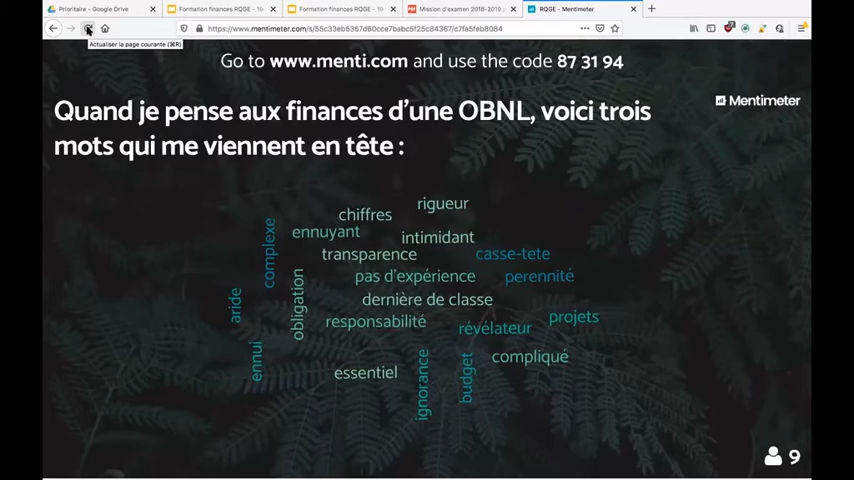 Prioritaire - Google Drive
Formation finances RQGE - 19
Formation finances RQGE - 19
Mission d'examen 2018-2019
RQGE - Mentimeter
https://www.mentimeter.com/s/55c33eb5357d60cce7babc5f25c84367/c7fa5feb8084
Actualiser la page courante (⌘R)
Go to www.menti.com and use the code 87 31 94
Quand je pense aux finances d'une OBNL, voici trois
mots qui me viennent en tête :
Mentimeter
rigueur
chiffres
ennuyant
intimidant
complexe
transparence
casse-tete
pas d'expérience
perennité
obligation
dernière de classe
aride
responsabilité
révélateur
projets
ennui
essentiel
ignorance
budget
compliqué
9